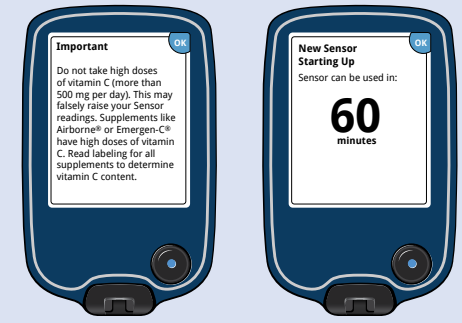 OK
Important
Do not take high doses
of vitamin C (more than
500 mg per day). This may
falsely raise your Sensor
readings. Supplements like
Airborne® or Emergen-C®
have high doses of vitamin
C. Read labeling for all
supplements to determine
vitamin C content.
OK
New Sensor
Starting Up
Sensor can be used in:
60
minutes